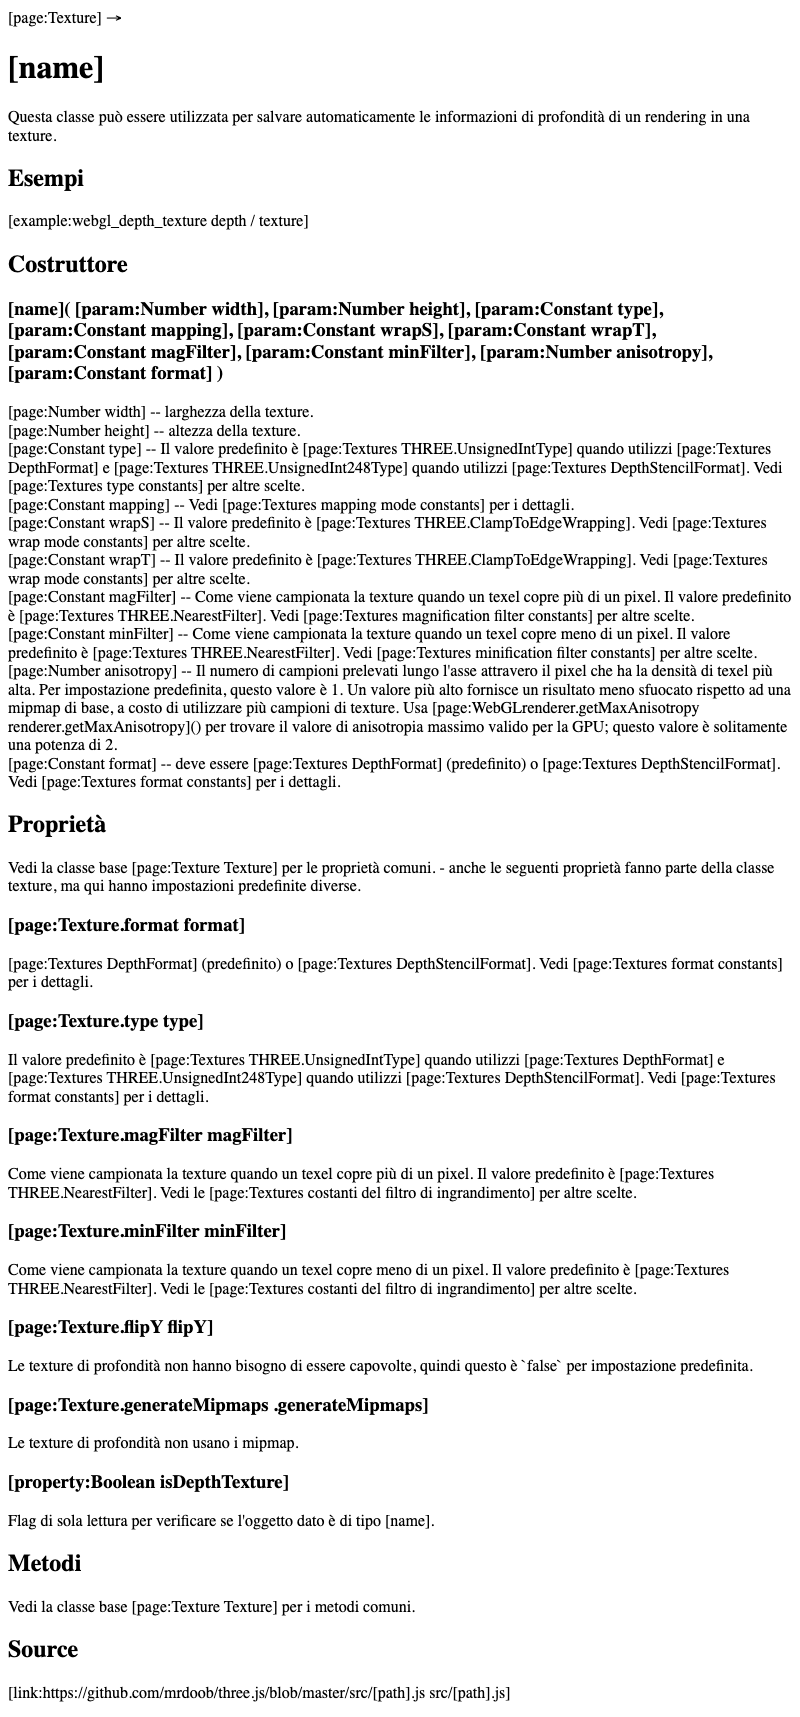 [page:Texture] →
[name]
Questa classe può essere utilizzata per salvare automaticamente le informazioni di profondità di un rendering in una
texture.
Esempi
[example:webgl_depth_texture depth / texture]
Costruttore
[name]( [param:Number width], [param:Number height], [param:Constant type],
[param:Constant mapping], [param:Constant wrapS], [param:Constant wrapT],
[param:Constant magFilter], [param:Constant minFilter], [param:Number anisotropy],
[param:Constant format] )
[page:Number width] -- larghezza della texture.
[page:Number height] -- altezza della texture.
[page:Constant type] -- Il valore predefinito è [page:Textures THREE.UnsignedIntType] quando utilizzi [page:Textures
DepthFormat] e [page:Textures THREE.UnsignedInt248Type] quando utilizzi [page:Textures DepthStencilFormat]. Vedi
[page:Textures type constants] per altre scelte.
[page:Constant mapping] -- Vedi [page:Textures mapping mode constants] per i dettagli.
[page:Constant wrapS] -- Il valore predefinito è [page:Textures THREE.ClampToEdgeWrapping]. Vedi [page:Textures
wrap mode constants] per altre scelte.
[page:Constant wrapT] -- Il valore predefinito è [page:Textures THREE.ClampToEdgeWrapping]. Vedi [page:Textures
wrap mode constants] per altre scelte.
[page:Constant magFilter] -- Come viene campionata la texture quando un texel copre più di un pixel. Il valore predefinito
è [page:Textures THREE.NearestFilter]. Vedi [page:Textures magnification filter constants] per altre scelte.
[page:Constant minFilter] -- Come viene campionata la texture quando un texel copre meno di un pixel. Il valore
predefinito è [page:Textures THREE.NearestFilter]. Vedi [page:Textures minification filter constants] per altre scelte.
[page:Number anisotropy] -- Il numero di campioni prelevati lungo l'asse attravero il pixel che ha la densità di texel più
alta. Per impostazione predefinita, questo valore è 1. Un valore più alto fornisce un risultato meno sfuocato rispetto ad una
mipmap di base, a costo di utilizzare più campioni di texture. Usa [page:WebGLrenderer.getMaxAnisotropy
renderer.getMaxAnisotropy]() per trovare il valore di anisotropia massimo valido per la GPU; questo valore è solitamente
una potenza di 2.
[page:Constant format] -- deve essere [page:Textures DepthFormat] (predefinito) o [page:Textures DepthStencilFormat].
Vedi [page:Textures format constants] per i dettagli.
Proprietà
Vedi la classe base [page:Texture Texture] per le proprietà comuni. - anche le seguenti proprietà fanno parte della classe
texture, ma qui hanno impostazioni predefinite diverse.
[page:Texture.format format]
[page:Textures DepthFormat] (predefinito) o [page:Textures DepthStencilFormat]. Vedi [page:Textures format constants]
per i dettagli.
[page:Texture.type type]
Il valore predefinito è [page:Textures THREE.UnsignedIntType] quando utilizzi [page:Textures DepthFormat] e
[page:Textures THREE.UnsignedInt248Type] quando utilizzi [page:Textures DepthStencilFormat]. Vedi [page:Textures
format constants] per i dettagli.
[page:Texture.magFilter magFilter]
Come viene campionata la texture quando un texel copre più di un pixel. Il valore predefinito è [page:Textures
THREE.NearestFilter]. Vedi le [page:Textures costanti del filtro di ingrandimento] per altre scelte.
[page:Texture.minFilter minFilter]
Come viene campionata la texture quando un texel copre meno di un pixel. Il valore predefinito è [page:Textures
THREE.NearestFilter]. Vedi le [page:Textures costanti del filtro di ingrandimento] per altre scelte.
[page:Texture.flipY flipY]
Le texture di profondità non hanno bisogno di essere capovolte, quindi questo è `false` per impostazione predefinita.
[page:Texture.generateMipmaps .generateMipmaps]
Le texture di profondità non usano i mipmap.
[property:Boolean isDepthTexture]
Flag di sola lettura per verificare se l'oggetto dato è di tipo [name].
Metodi
Vedi la classe base [page:Texture Texture] per i metodi comuni.
Source
[link:https://github.com/mrdoob/three.js/blob/master/src/[path].js src/[path].js]